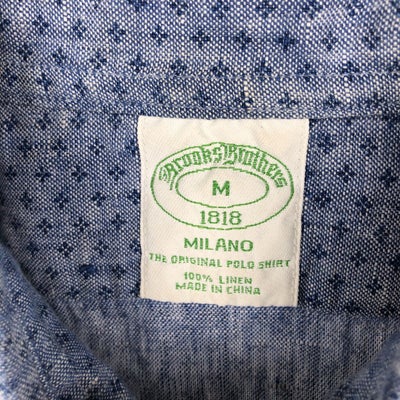 Brooks Brothers
M
1818
MILANO
THE ORIGINAL POLO SHIRT
100% LINEN
MADE IN CHINA